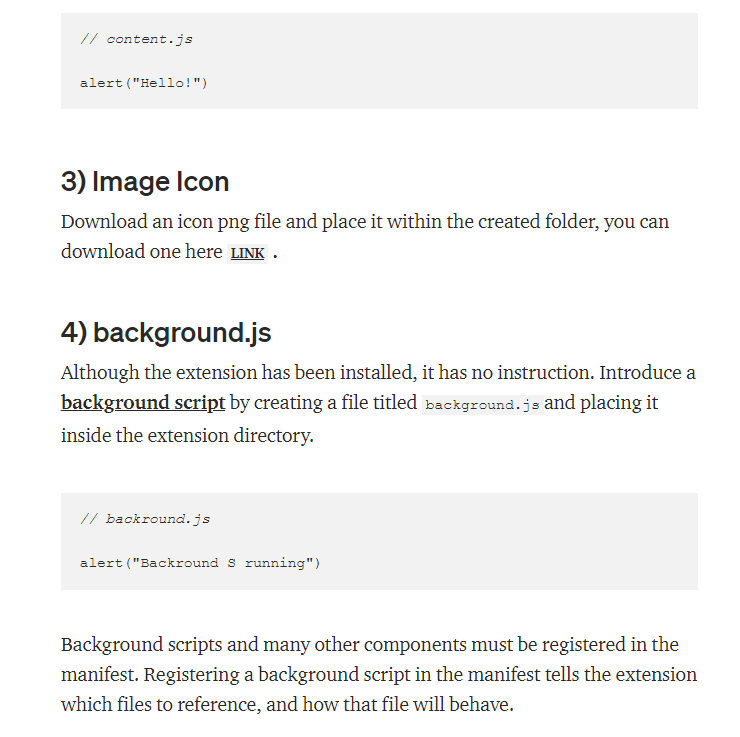 // content.js
alert("Hello!")
3) Image Icon
Download an icon png file and place it within the created folder, you can
download one here LINK .
4) background.js
Although the extension has been installed, it has no instruction. Introduce a
background script by creating a file titled background.js and placing it
inside the extension directory.
// backround.js
alert("Backround S running")
Background scripts and many other components must be registered in the
manifest. Registering a background script in the manifest tells the extension
which files to reference, and how that file will behave.